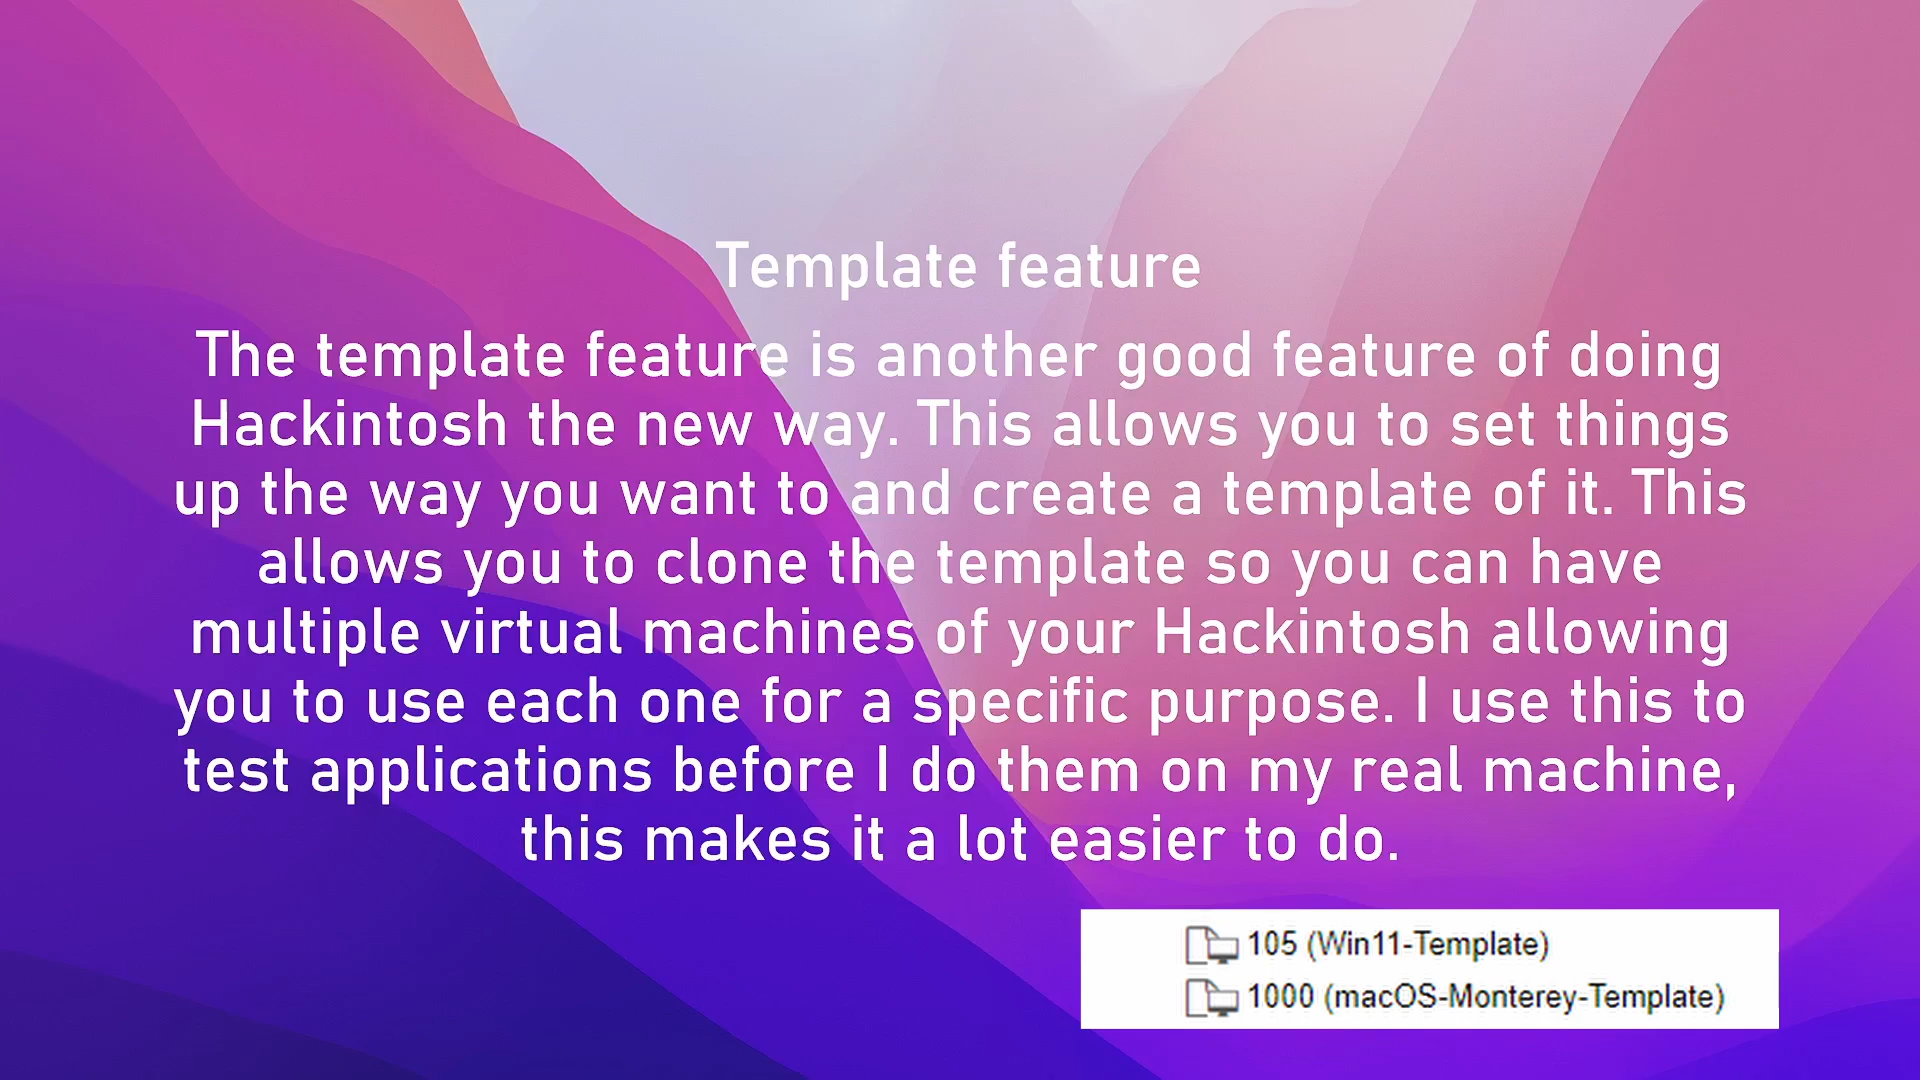 Template feature
The template feature is another good feature of doing
Hackintosh the new way. This allows you to set things
up the way you want to and create a template of it. This
allows you to clone the template so you can have
multiple virtual machines of your Hackintosh allowing
you to use each one for a specific purpose. I use this to
test applications before I do them on my real machine,
this makes it a lot easier to do.
105 (Win11-Template)
1000 (macOS-Monterey-Template)